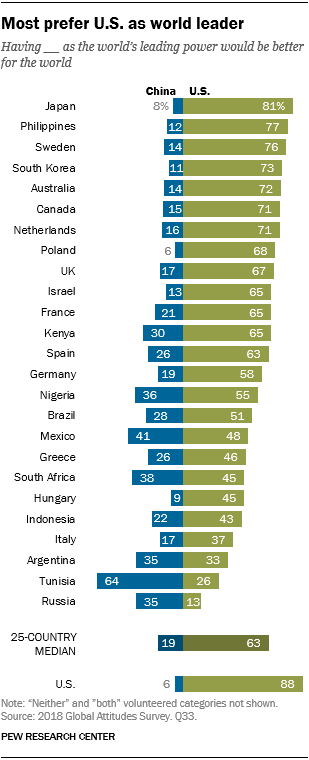 Most prefer U.S. as world leader
Having __ as the world's leading power would be better
for the world
China U.S.
Japan 8% 81%
Philippines 12 77
Sweden 14 76
South Korea 11 73
Australia 14 72
Canada 15 71
Netherlands 16 71
Poland 6 68
UK 17 67
Israel 13 65
France 21 65
Kenya 30 65
Spain 26 63
Germany 19 58
Nigeria 36 55
Brazil 28 51
Mexico 41 48
Greece 26 46
South Africa 38 45
Hungary 9 45
Indonesia 22 43
Italy 17 37
Argentina 35 33
Tunisia 64 26
Russia 35 13
25-COUNTRY
MEDIAN 19 63
U.S. 6 88
Note: “Neither” and ”both” volunteered categories not shown.
Source: 2018 Global Attitudes Survey. Q33.
PEW RESEARCH CENTER